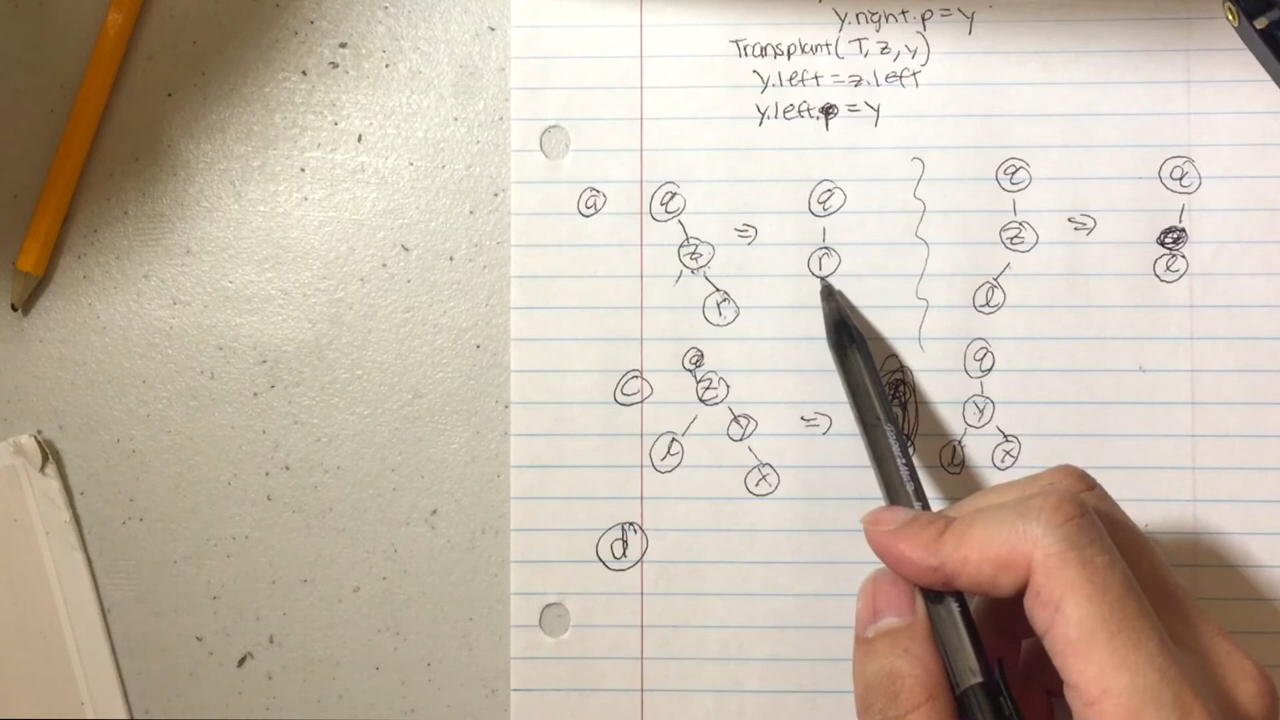 y.right.p = y
Transplant(T, z, y)
y.left = z.left
y.left.p = y
a q z r => q r
q z l => q l
c q z l y x => q y l x
d